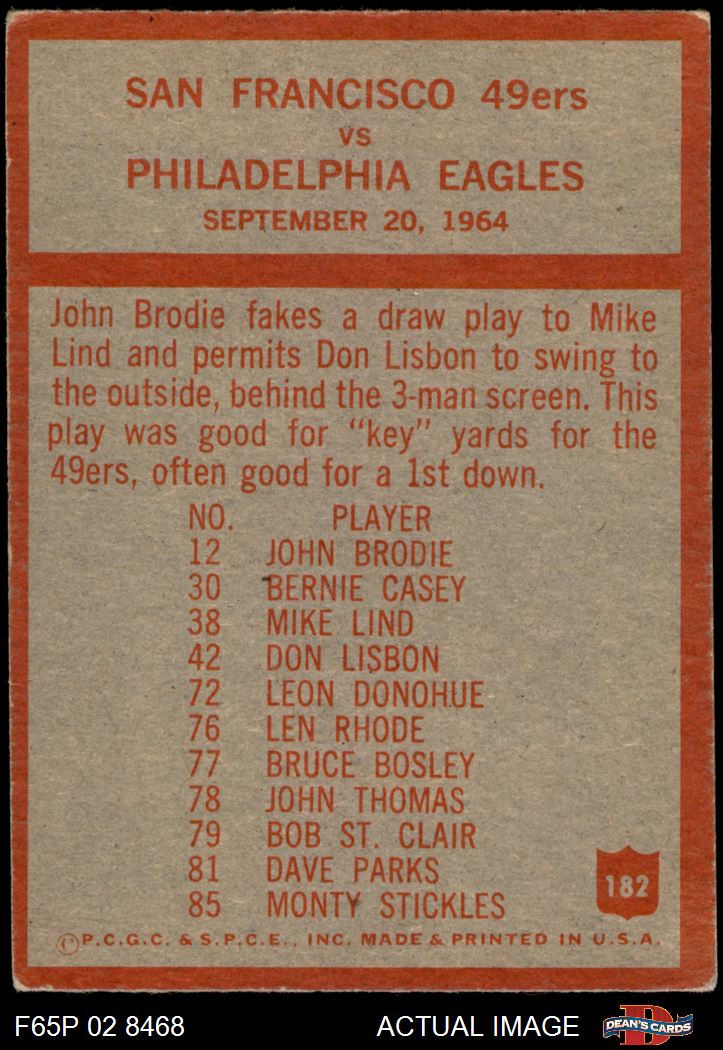 SAN FRANCISCO 49ers
VS
PHILADELPHIA EAGLES
SEPTEMBER 20, 1964
John Brodie fakes a draw play to Mike
Lind and permits Don Lisbon to swing to
the outside, behind the 3-man screen. This
play was good for "key" yards for the
49ers, often good for a 1st down.
NO. PLAYER
12 JOHN BRODIE
30 BERNIE CASEY
38 MIKE LIND
42 DON LISBON
72 LEON DONOHUE
76 LEN RHODE
77 BRUCE BOSLEY
78 JOHN THOMAS
79 BOB ST. CLAIR
81 DAVE PARKS
85 MONTY STICKLES
182
©P.C.G.C. & S.P.C.E., INC. MADE & PRINTED IN U.S.A.
F65P 02 8468 ACTUAL IMAGE
D
DEAN'S CARDS